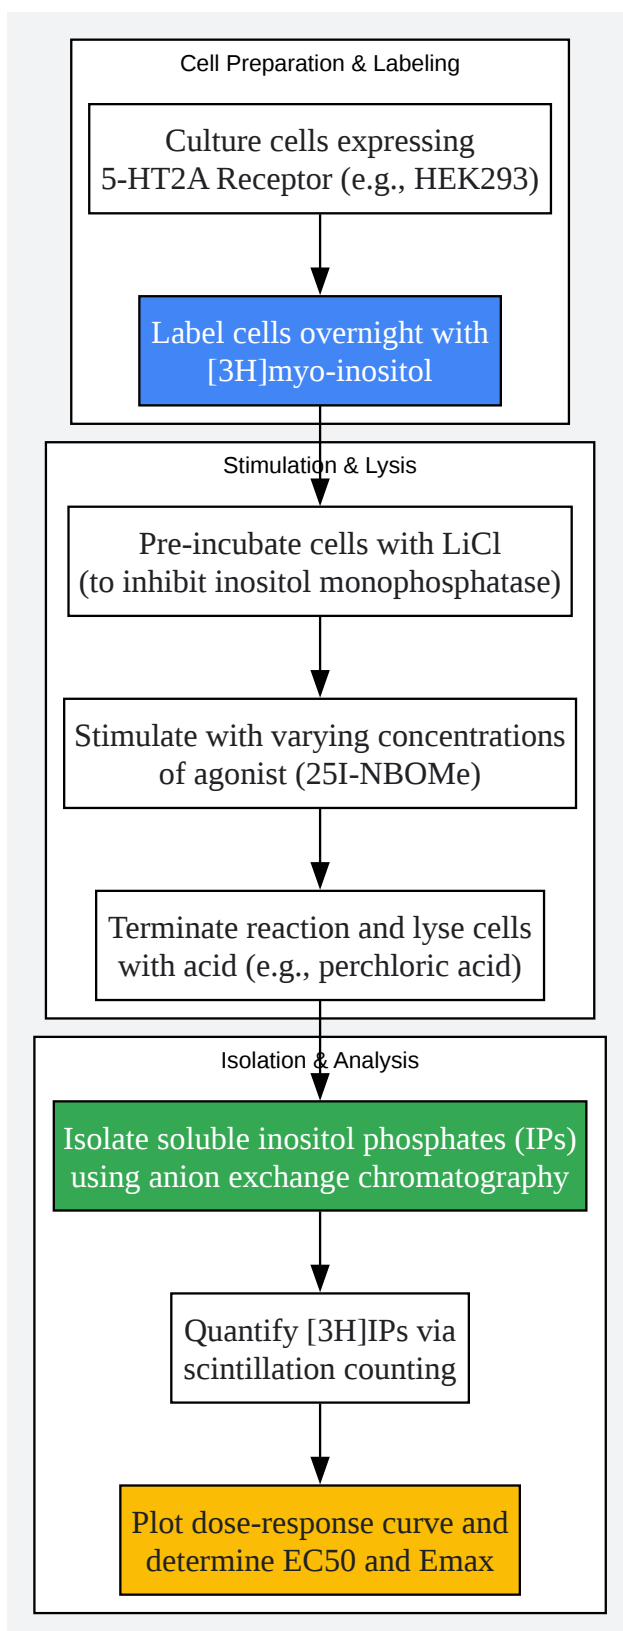 Cell Preparation & Labeling
Culture cells expressing
5-HT2A Receptor (e.g., HEK293)
Label cells overnight with
[3H]myo-inositol
Stimulation & Lysis
Pre-incubate cells with LiCl
(to inhibit inositol monophosphatase)
Stimulate with varying concentrations
of agonist (25I-NBOMe)
Terminate reaction and lyse cells
with acid (e.g., perchloric acid)
Isolation & Analysis
Isolate soluble inositol phosphates (IPs)
using anion exchange chromatography
Quantify [3H]IPs via
scintillation counting
Plot dose-response curve and
determine EC50 and Emax